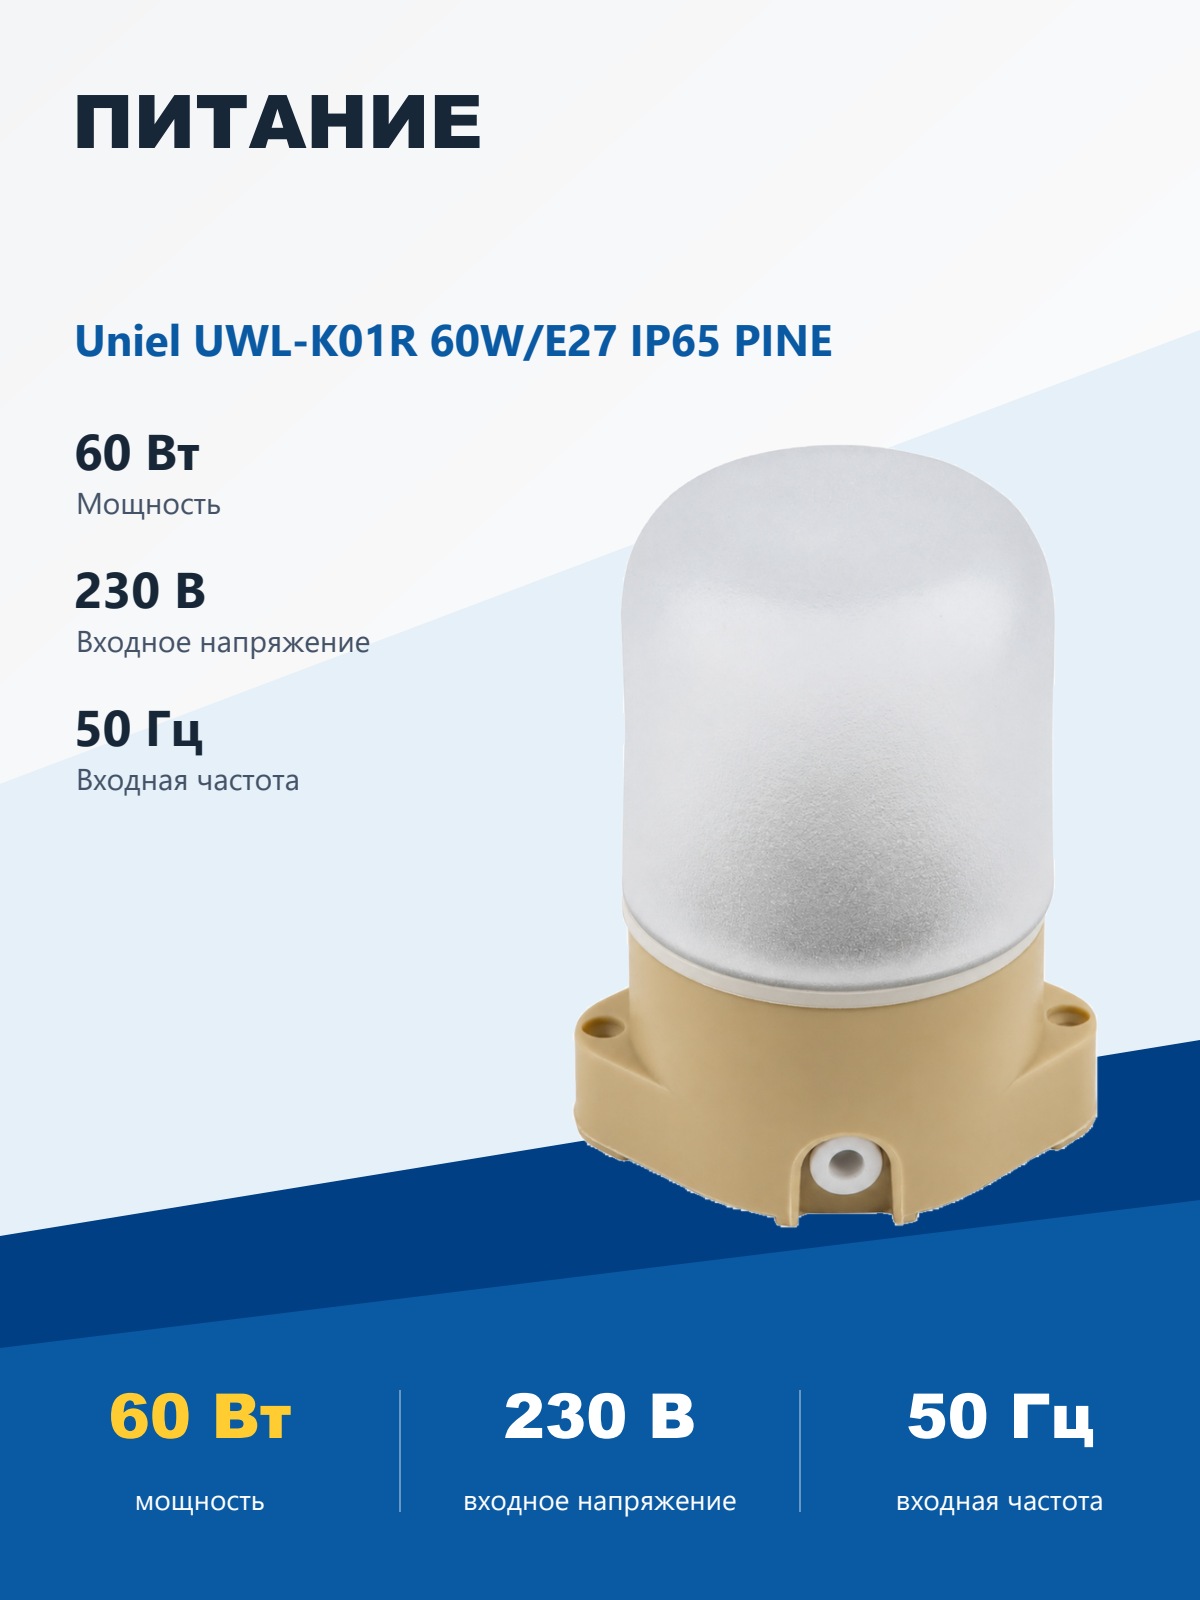 ПИТАНИЕ
Uniel UWL-K01R 60W/E27 IP65 PINE
60 Вт
Мощность
230 В
Входное напряжение
50 Гц
Входная частота
60 Вт
мощность
230 В
входное напряжение
50 Гц
входная частота